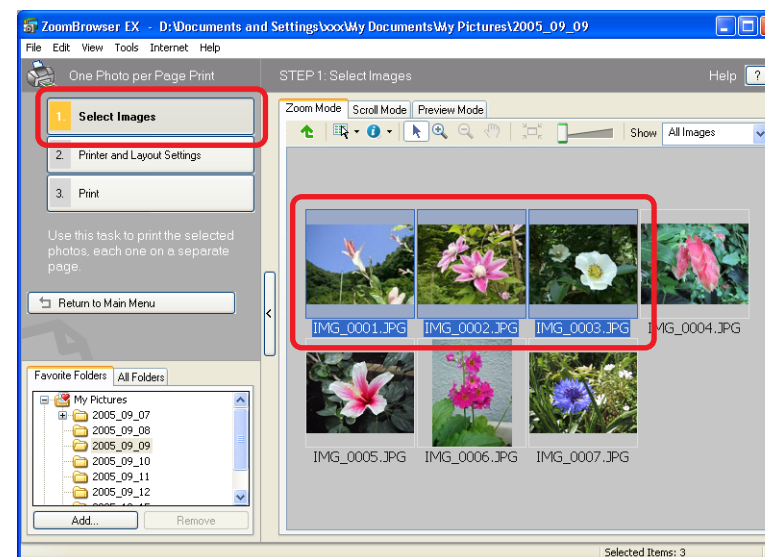 ZoomBrowser EX - D:\Documents and Settings\xxx\My Documents\My Pictures\2005_09_09
File Edit View Tools Internet Help
One Photo per Page Print
STEP 1: Select Images
Help ?
1. Select Images
2. Printer and Layout Settings
3. Print
Use this task to print the selected
photos, each one on a separate
page.
Return to Main Menu
Zoom Mode Scroll Mode Preview Mode
Show All Images
IMG_0001.JPG IMG_0002.JPG IMG_0003.JPG IMG_0004.JPG
IMG_0005.JPG IMG_0006.JPG IMG_0007.JPG
Favorite Folders All Folders
My Pictures
2005_09_07
2005_09_08
2005_09_09
2005_09_10
2005_09_11
2005_09_12
Add... Remove
Selected Items: 3